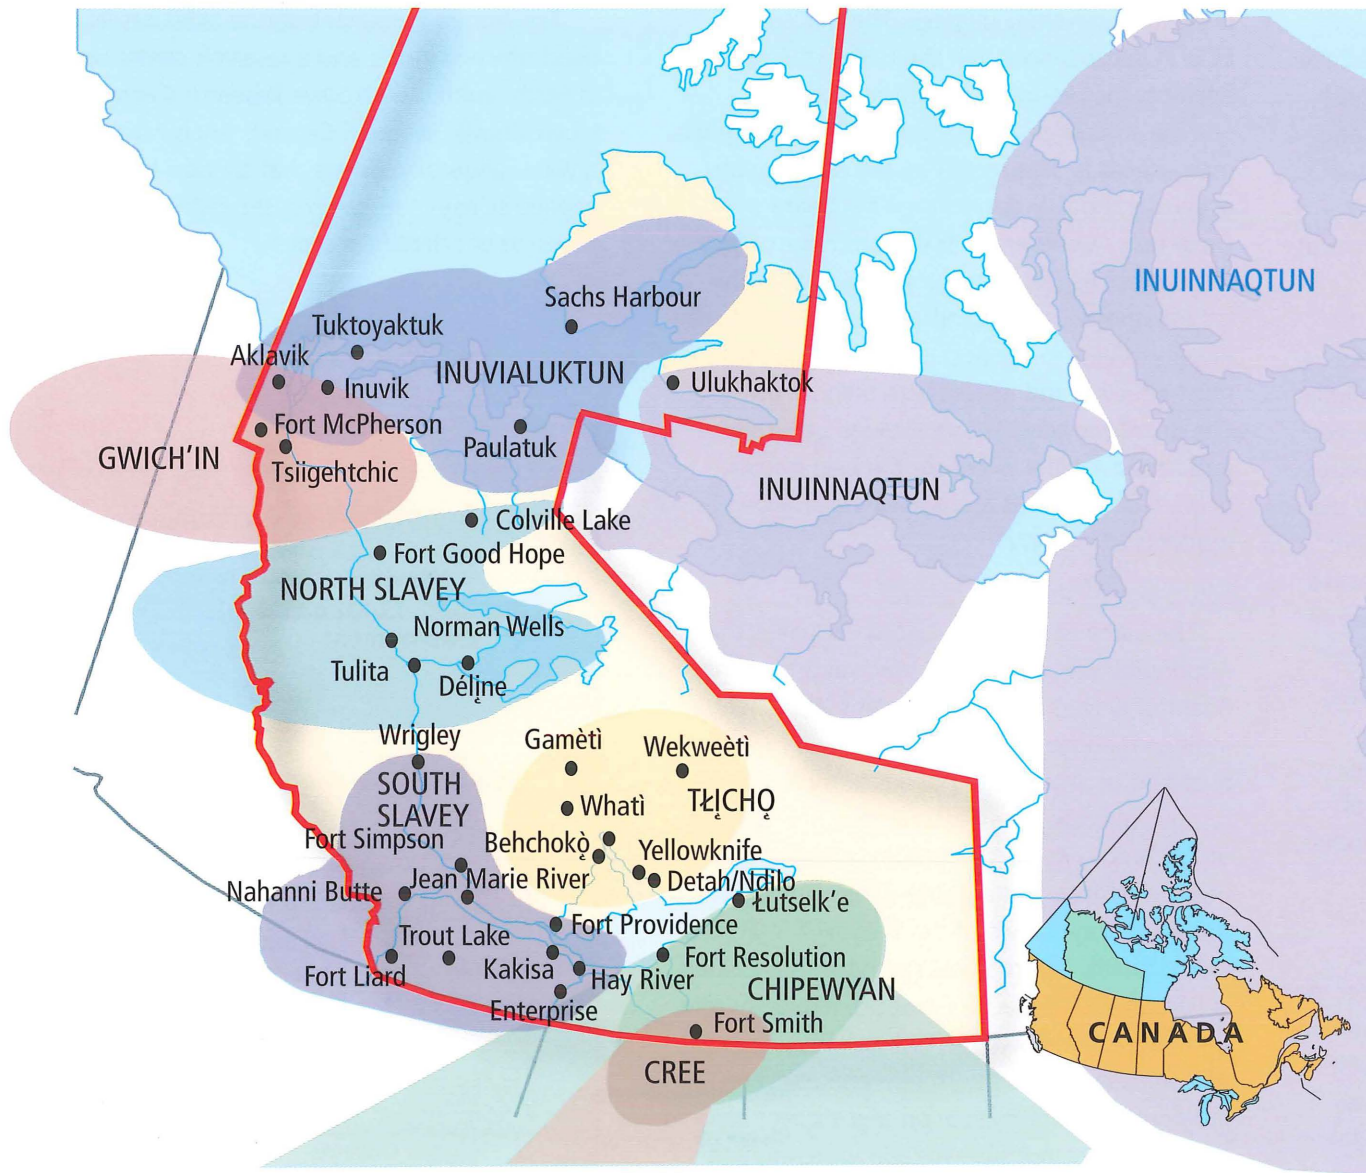 INUINNAQTUN
Sachs Harbour
Tuktoyaktuk
Aklavik
INUVIALUKTUN
Inuvik
Ulukhaktok
Fort McPherson
GWICH’IN
Paulatuk
Tsiigehtchic
INUINNAQTUN
Colville Lake
Fort Good Hope
NORTH SLAVEY
Norman Wells
Tulita
Délı̨ne
Wrigley
Gamètì
Wekweètì
SOUTH
SLAVEY
TŁı̨CHǪ
Whatì
Fort Simpson
Behchokǫ̀
Yellowknife
Jean Marie River
Detah/Ndilo
Nahanni Butte
Łutselk’e
Fort Providence
Trout Lake
Fort Resolution
Kakisa
Fort Liard
Hay River
CHIPEWYAN
Enterprise
Fort Smith
CREE
CANADA